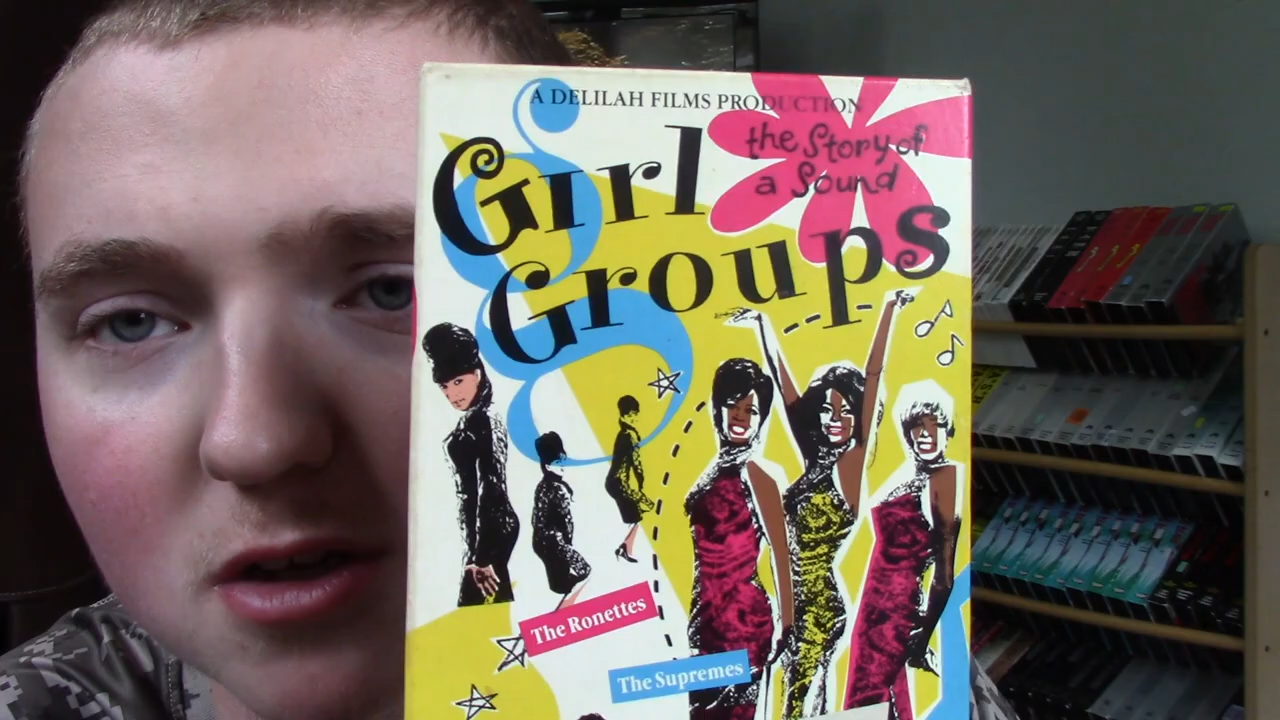 A DELILAH FILMS PRODUCTION
the Story of
a Sound
Girl
Groups
The Ronettes
The Supremes